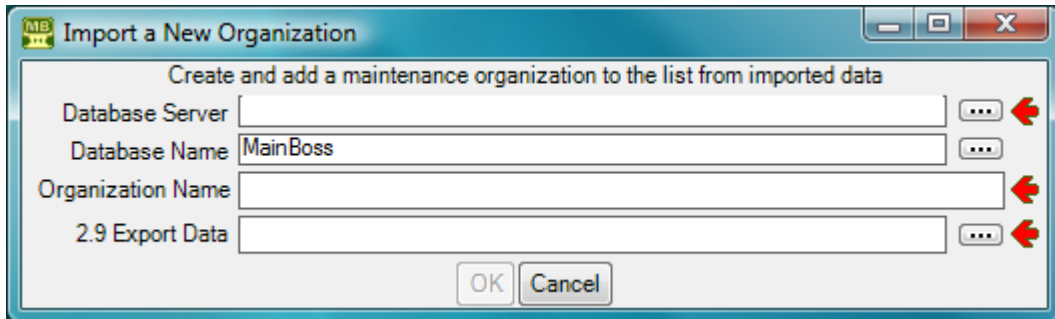 MB
Import a New Organization
X
Create and add a maintenance organization to the list from imported data
Database Server ...
Database Name MainBoss ...
Organization Name
2.9 Export Data ...
OK Cancel